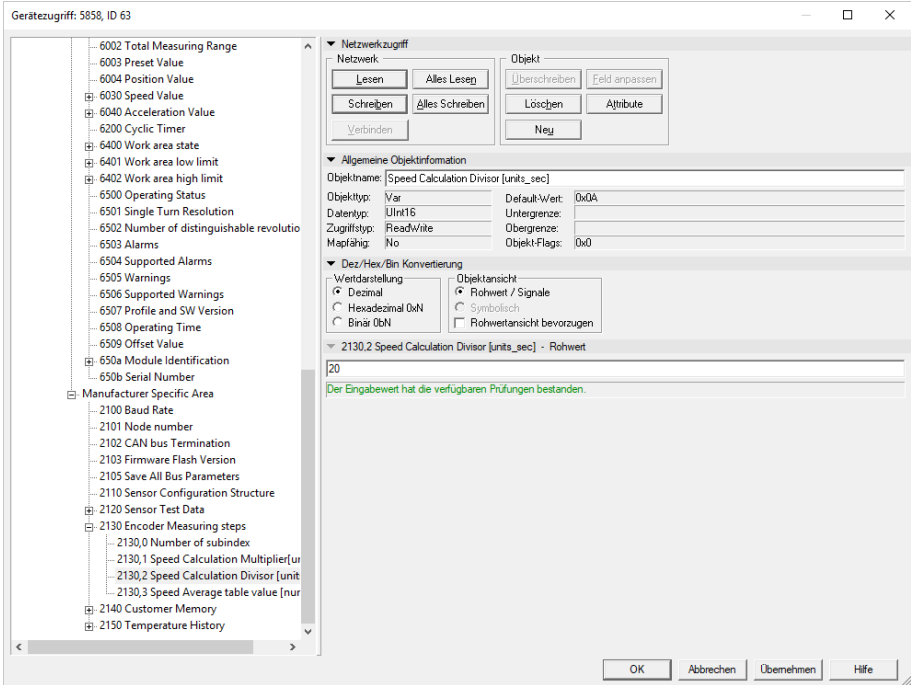 Gerätezugriff: 5858, ID 63
6002 Total Measuring Range
6003 Preset Value
6004 Position Value
6030 Speed Value
6040 Acceleration Value
6200 Cyclic Timer
6400 Work area state
6401 Work area low limit
6402 Work area high limit
6500 Operating Status
6501 Single Turn Resolution
6502 Number of distinguishable revolutio
6503 Alarms
6504 Supported Alarms
6505 Warnings
6506 Supported Warnings
6507 Profile and SW Version
6508 Operating Time
6509 Offset Value
650a Module Identification
650b Serial Number
Manufacturer Specific Area
2100 Baud Rate
2101 Node number
2102 CAN bus Termination
2103 Firmware Flash Version
2105 Save All Bus Parameters
2110 Sensor Configuration Structure
2120 Sensor Test Data
2130 Encoder Measuring steps
2130,0 Number of subindex
2130,1 Speed Calculation Multiplier[ur
2130,2 Speed Calculation Divisor [unit
2130,3 Speed Average table value [nur
2140 Customer Memory
2150 Temperature History
Netzwerkzugriff
Netzwerk
Lesen
Alles Lesen
Schreiben
Alles Schreiben
Verbinden
Objekt
Überschreiben
Feld anpassen
Löschen
Attribute
Neu
Allgemeine Objektinformation
Objektname: Speed Calculation Divisor [units_sec]
Objekttyp: Var
Default-Wert: 0x0A
Datentyp: UInt16
Untergrenze:
Zugriffstyp: ReadWrite
Obergrenze:
Mapfähig: No
Objekt-Flags: 0x0
Dez/Hex/Bin Konvertierung
Wertdarstellung
Dezimal
Hexadezimal 0xN
Binär 0bN
Objektansicht
Rohwert / Signale
Symbolisch
Rohwertansicht bevorzugen
2130,2 Speed Calculation Divisor [units_sec] - Rohwert
20
Der Eingabewert hat die verfügbaren Prüfungen bestanden.
OK
Abbrechen
Übernehmen
Hilfe